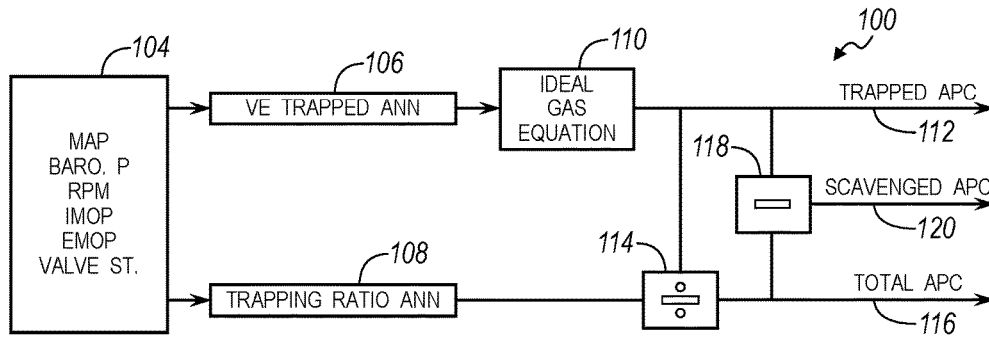 100
104
MAP
BARO. P
RPM
IMOP
EMOP
VALVE ST.
106
VE TRAPPED ANN
110
IDEAL
GAS
EQUATION
TRAPPED APC
112
118
SCAVENGED APC
120
108
TRAPPING RATIO ANN
114
TOTAL APC
116